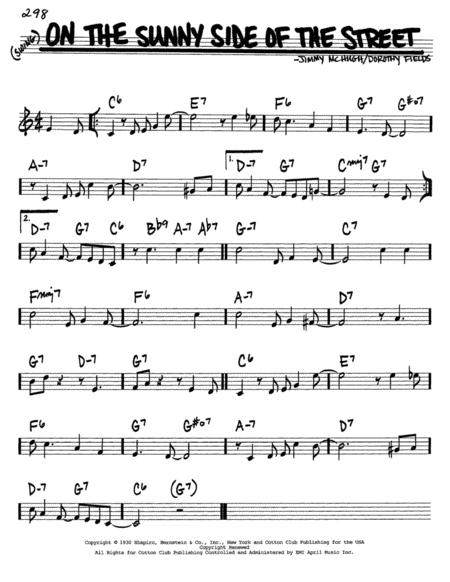 298
(SWING) ON THE SUNNY SIDE OF THE STREET
-JIMMY MCHUGH/DOROTHY FIELDS
C6 E7 F6 G7 G#o7
A-7 D7 1. D-7 G7 Cmaj7 G7
2. D-7 G7 C6 Bb9 A-7 Ab7 G-7 C7
Fmaj7 F6 A-7 D7
G7 D-7 G7 C6 E7
F6 G7 G#o7 A-7 D7
D-7 G7 C6 (G7)
Copyright © 1930 Shapiro, Bernstein & Co., Inc., New York and Cotton Club Publishing for the USA
Copyright Renewed
All Rights for Cotton Club Publishing Controlled and Administered by EMI April Music Inc.